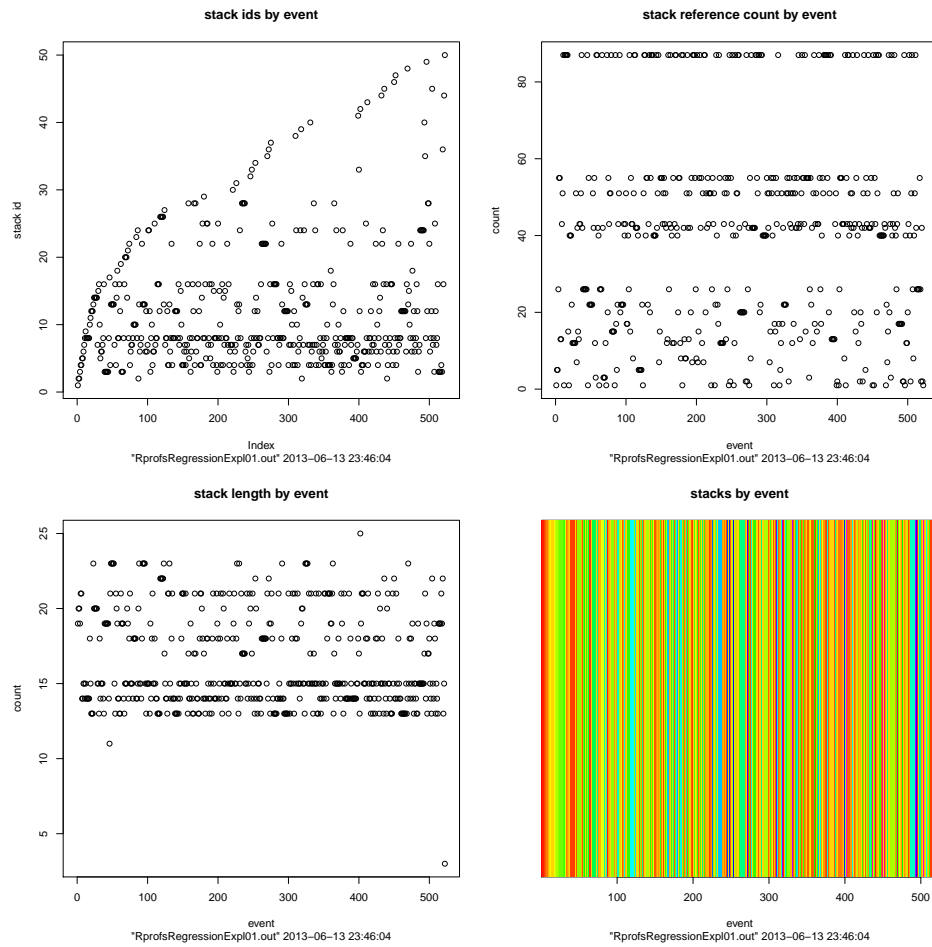 stack ids by event
50
40
30
20
10
0
stack id
0 100 200 300 400 500
Index
"RprofsRegressionExpl01.out" 2013−06−13 23:46:04
stack reference count by event
80
60
40
20
0
count
0 100 200 300 400 500
event
"RprofsRegressionExpl01.out" 2013−06−13 23:46:04
stack length by event
25
20
15
10
5
count
0 100 200 300 400 500
event
"RprofsRegressionExpl01.out" 2013−06−13 23:46:04
stacks by event
100 200 300 400 500
event
"RprofsRegressionExpl01.out" 2013−06−13 23:46:04